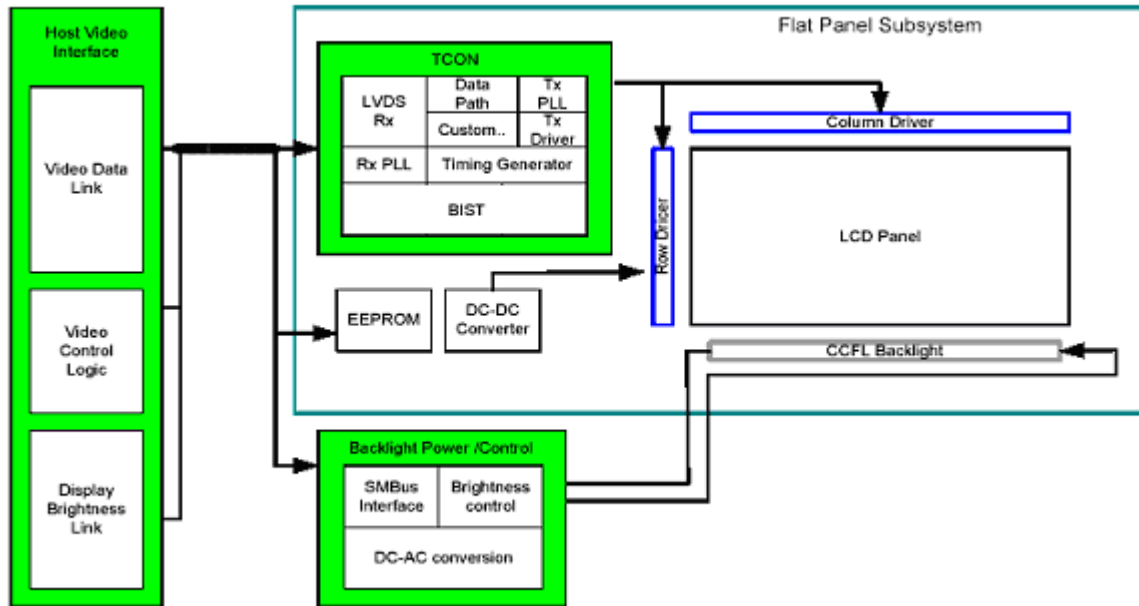 Host Video
Interface
Video Data
Link
Video
Control
Logic
Display
Brightness
Link
Flat Panel Subsystem
TCON
LVDS
Rx
Data
Path
Tx
PLL
Custom..
Tx
Driver
Rx PLL
Timing Generator
BIST
EEPROM
DC-DC
Converter
Row Dricer
Column Driver
LCD Panel
CCFL Backlight
Backlight Power /Control
SMBus
Interface
Brightness
control
DC-AC conversion